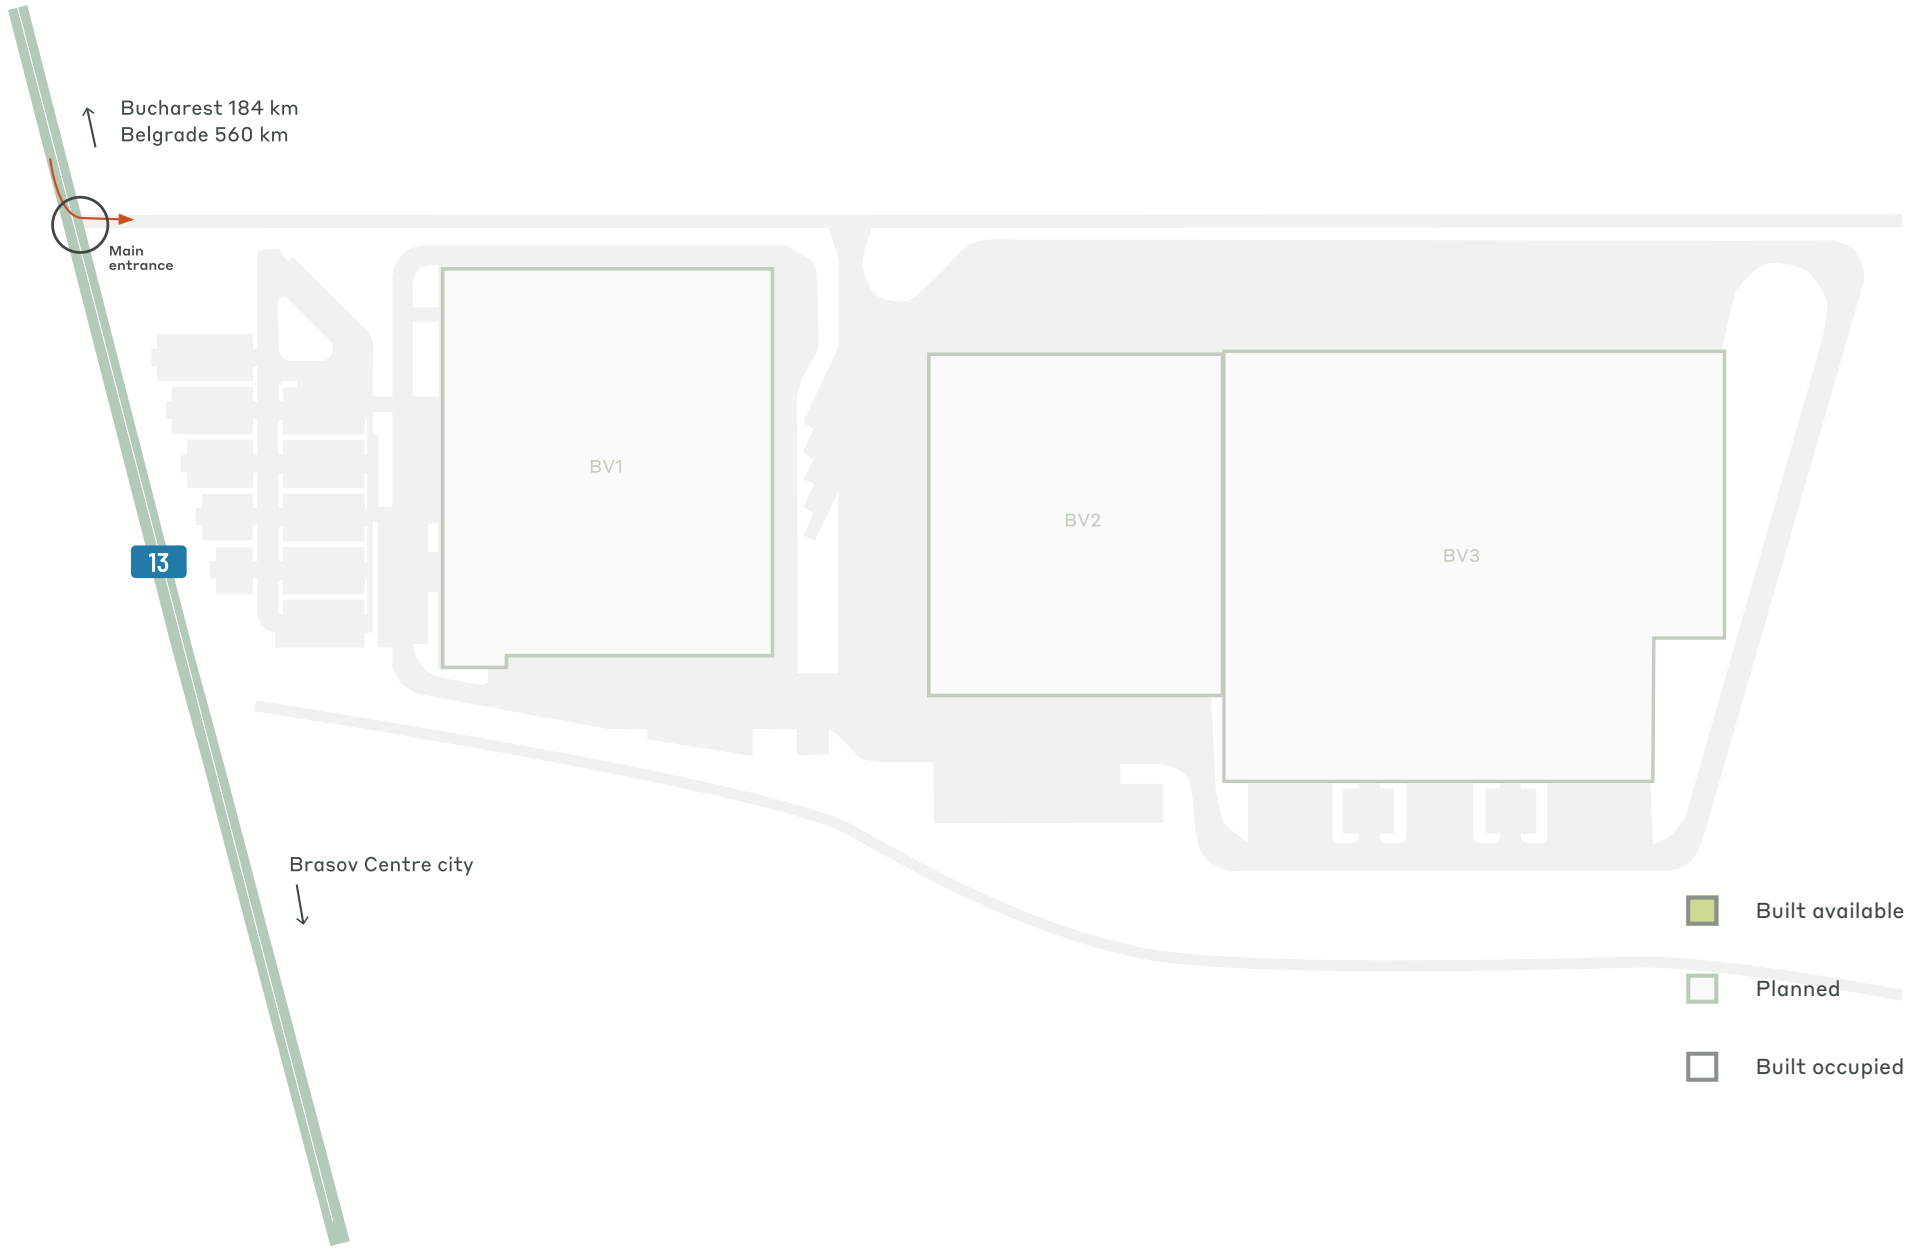 Bucharest 184 km
Belgrade 560 km
Main
entrance
BV1
BV2
BV3
13
Brasov Centre city
Built available
Planned
Built occupied